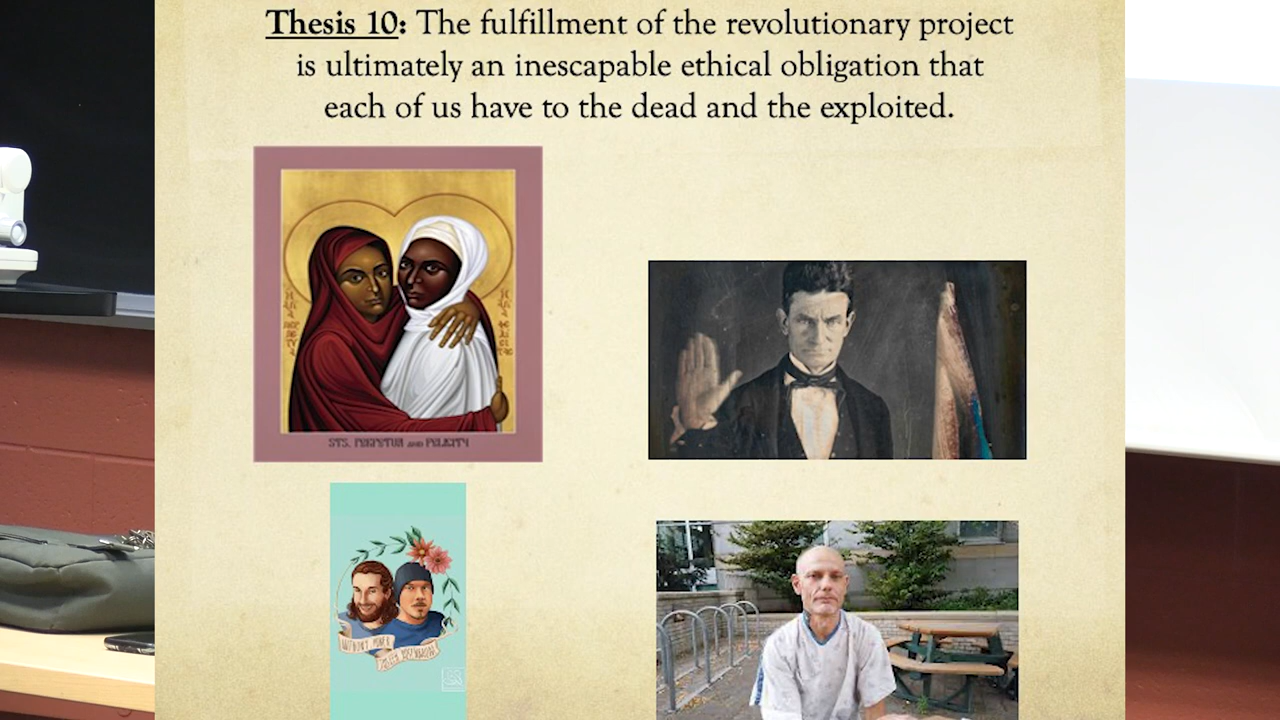 Thesis 10: The fulfillment of the revolutionary project
is ultimately an inescapable ethical obligation that
each of us have to the dead and the exploited.
STS. PERPETUA AND FELICITY